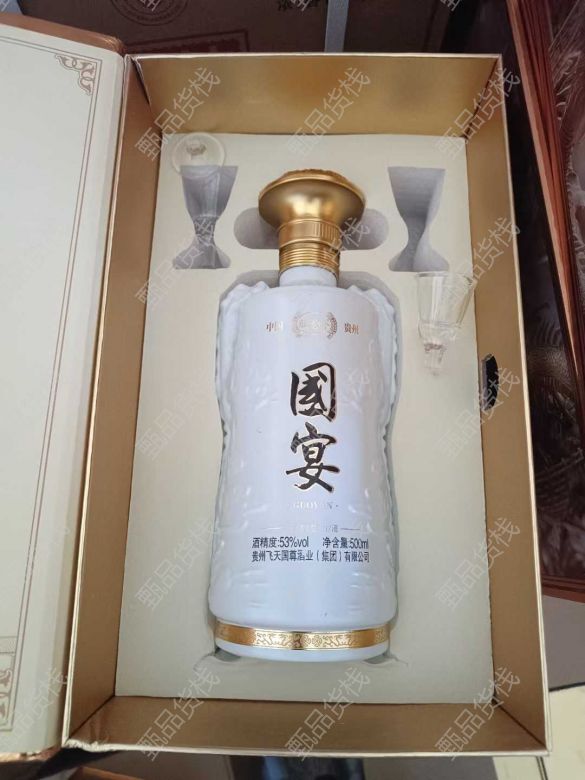 中国 贵州
國宴
·GUOYAN·
酒精度:53%vol 净含量:500ml
贵州飞天国尊酒业（集团）有限公司
甄品货栈